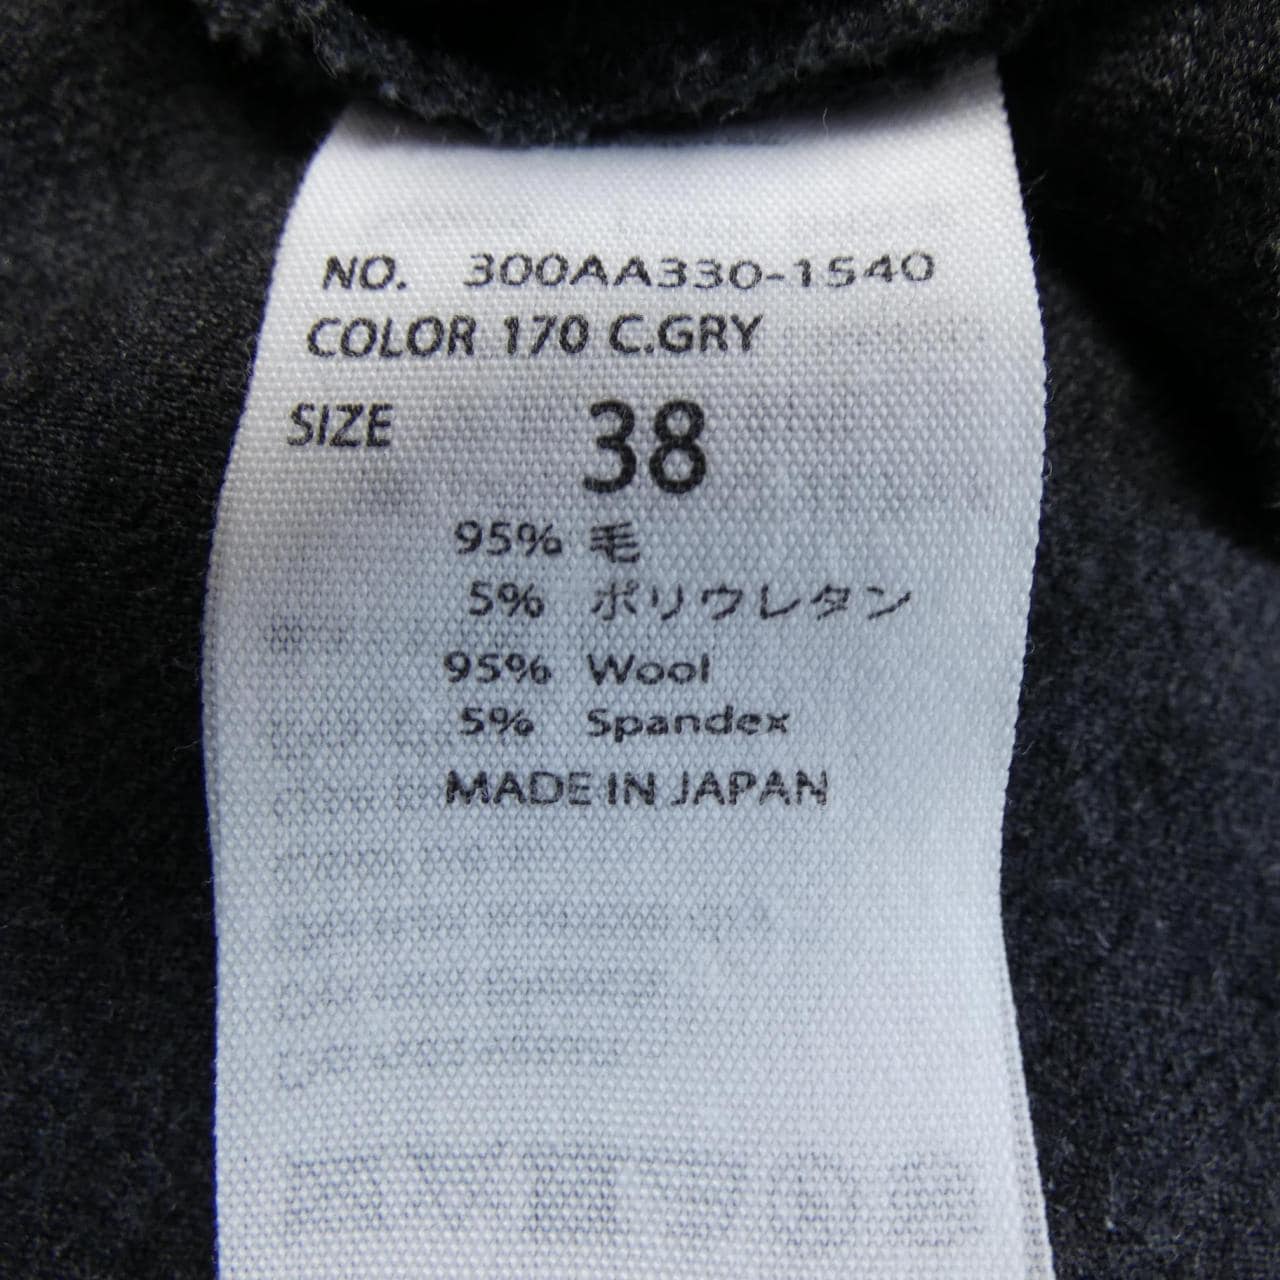 NO. 300AA330-1540
COLOR 170 C.GRY
SIZE 38
95% 毛
5% ポリウレタン
95% Wool
5% Spandex
MADE IN JAPAN